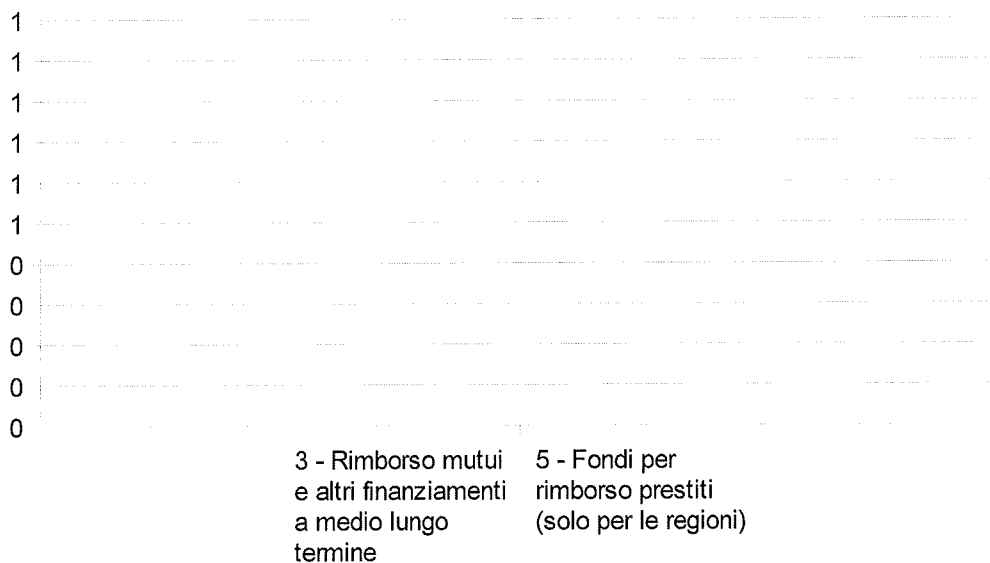 1
1
1
1
1
1
0
0
0
0
0
3 - Rimborso mutui
e altri finanziamenti
a medio lungo
termine
5 - Fondi per
rimborso prestiti
(solo per le regioni)